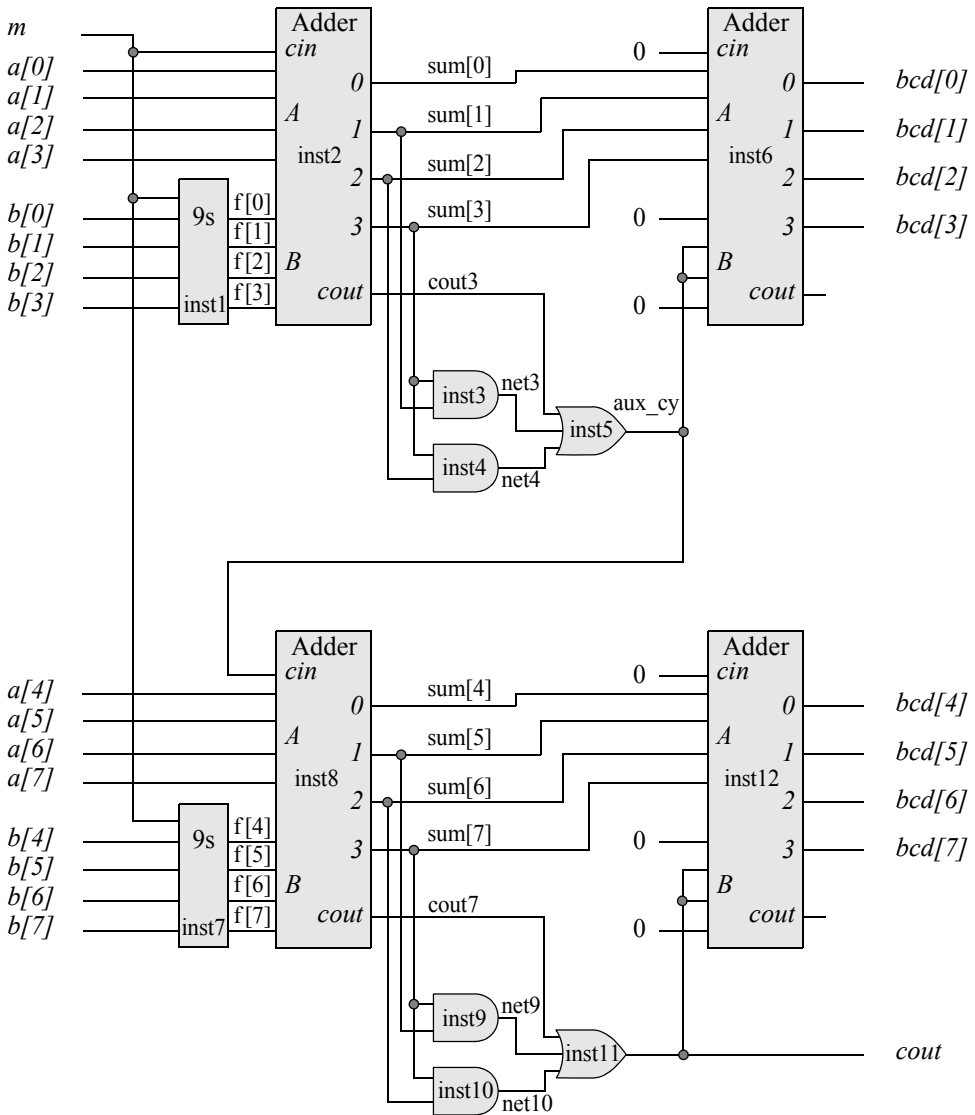 m
a[0]
a[1]
a[2]
a[3]
b[0]
b[1]
b[2]
b[3]
9s
inst1
f[0]
f[1]
f[2]
f[3]
Adder
cin
A
inst2
B
0
1
2
3
cout
sum[0]
sum[1]
sum[2]
sum[3]
cout3
inst3
net3
inst4
net4
inst5
aux_cy
0
0
0
Adder
cin
A
inst6
B
0
1
2
3
cout
bcd[0]
bcd[1]
bcd[2]
bcd[3]
a[4]
a[5]
a[6]
a[7]
b[4]
b[5]
b[6]
b[7]
9s
inst7
f[4]
f[5]
f[6]
f[7]
Adder
cin
A
inst8
B
0
1
2
3
cout
sum[4]
sum[5]
sum[6]
sum[7]
cout7
inst9
net9
inst10
net10
inst11
0
0
0
Adder
cin
A
inst12
B
0
1
2
3
cout
bcd[4]
bcd[5]
bcd[6]
bcd[7]
cout